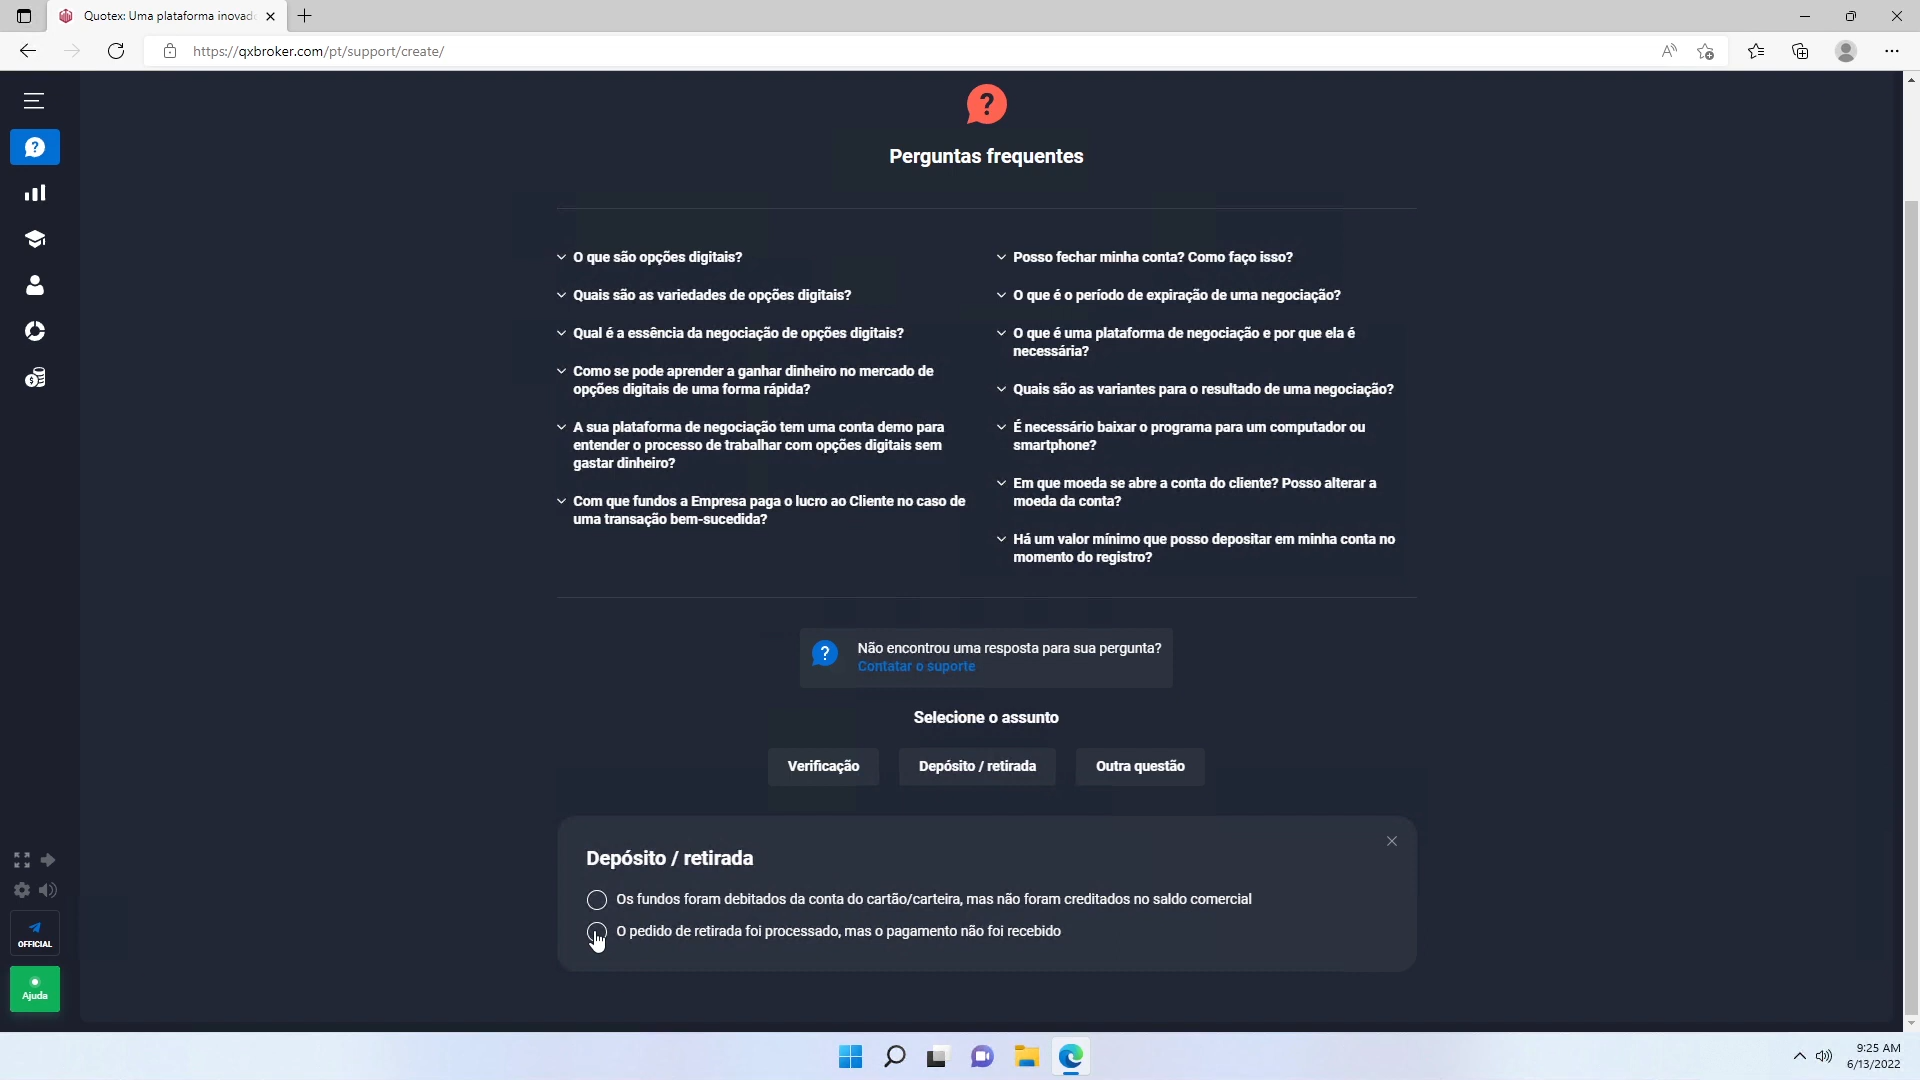 Quotex: Uma plataforma inovad
https://qxbroker.com/pt/support/create/
Perguntas frequentes
O que são opções digitais?
Quais são as variedades de opções digitais?
Qual é a essência da negociação de opções digitais?
Como se pode aprender a ganhar dinheiro no mercado de
opções digitais de uma forma rápida?
A sua plataforma de negociação tem uma conta demo para
entender o processo de trabalhar com opções digitais sem
gastar dinheiro?
Com que fundos a Empresa paga o lucro ao Cliente no caso de
uma transação bem-sucedida?
Posso fechar minha conta? Como faço isso?
O que é o período de expiração de uma negociação?
O que é uma plataforma de negociação e por que ela é
necessária?
Quais são as variantes para o resultado de uma negociação?
É necessário baixar o programa para um computador ou
smartphone?
Em que moeda se abre a conta do cliente? Posso alterar a
moeda da conta?
Há um valor mínimo que posso depositar em minha conta no
momento do registro?
Não encontrou uma resposta para sua pergunta?
Contatar o suporte
Selecione o assunto
Verificação
Depósito / retirada
Outra questão
Depósito / retirada
Os fundos foram debitados da conta do cartão/carteira, mas não foram creditados no saldo comercial
O pedido de retirada foi processado, mas o pagamento não foi recebido
OFFICIAL
Ajuda
9:25 AM
6/13/2022